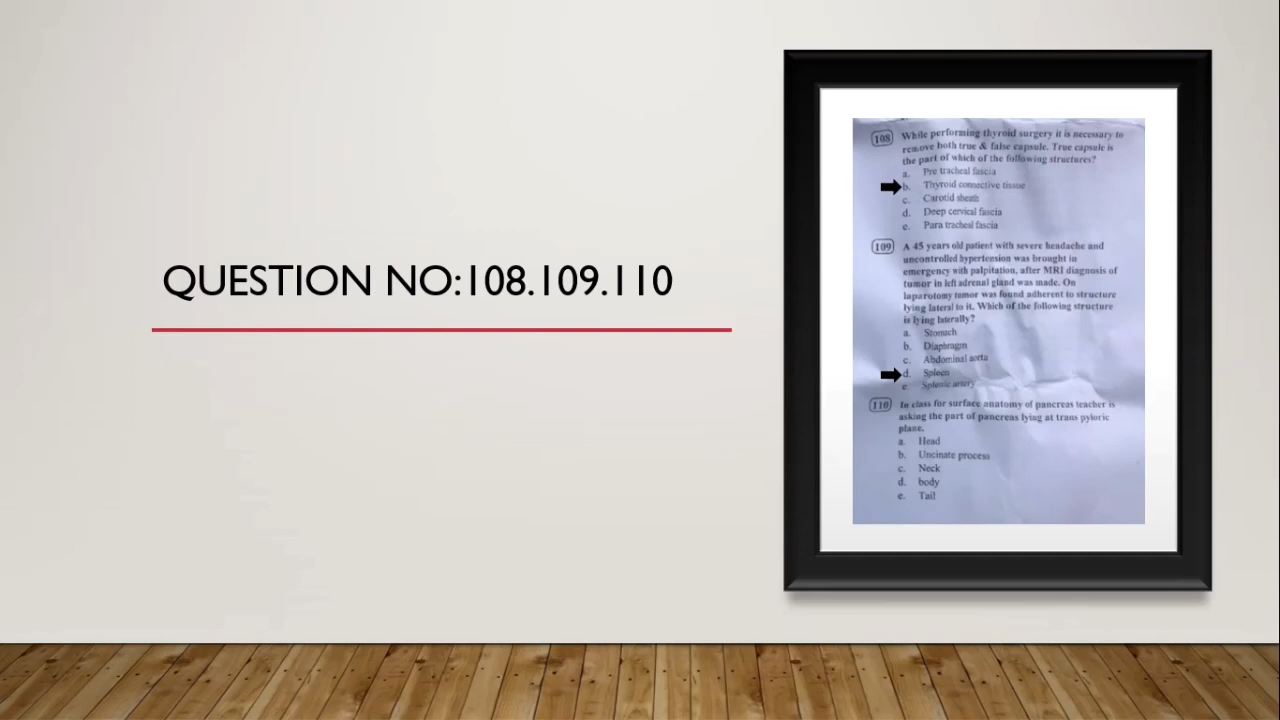 QUESTION NO:108.109.110
108 While performing thyroid surgery it is necessary to
remove both true & false capsule. True capsule is
the part of which of the following structures?
a. Pre tracheal fascia
b. Thyroid connective tissue
c. Carotid sheath
d. Deep cervical fascia
e. Para tracheal fascia
109 A 45 years old patient with severe headache and
uncontrolled hypertension was brought in
emergency with palpitation, after MRI diagnosis of
tumor in left adrenal gland was made. On
laparotomy tumor was found adherent to structure
lying lateral to it. Which of the following structure
is lying laterally?
a. Stomach
b. Diaphragm
c. Abdominal aorta
d. Spleen
e. Splenic artery
110 In class for surface anatomy of pancreas teacher is
asking the part of pancreas lying at trans pyloric
plane.
a. Head
b. Uncinate process
c. Neck
d. body
e. Tail